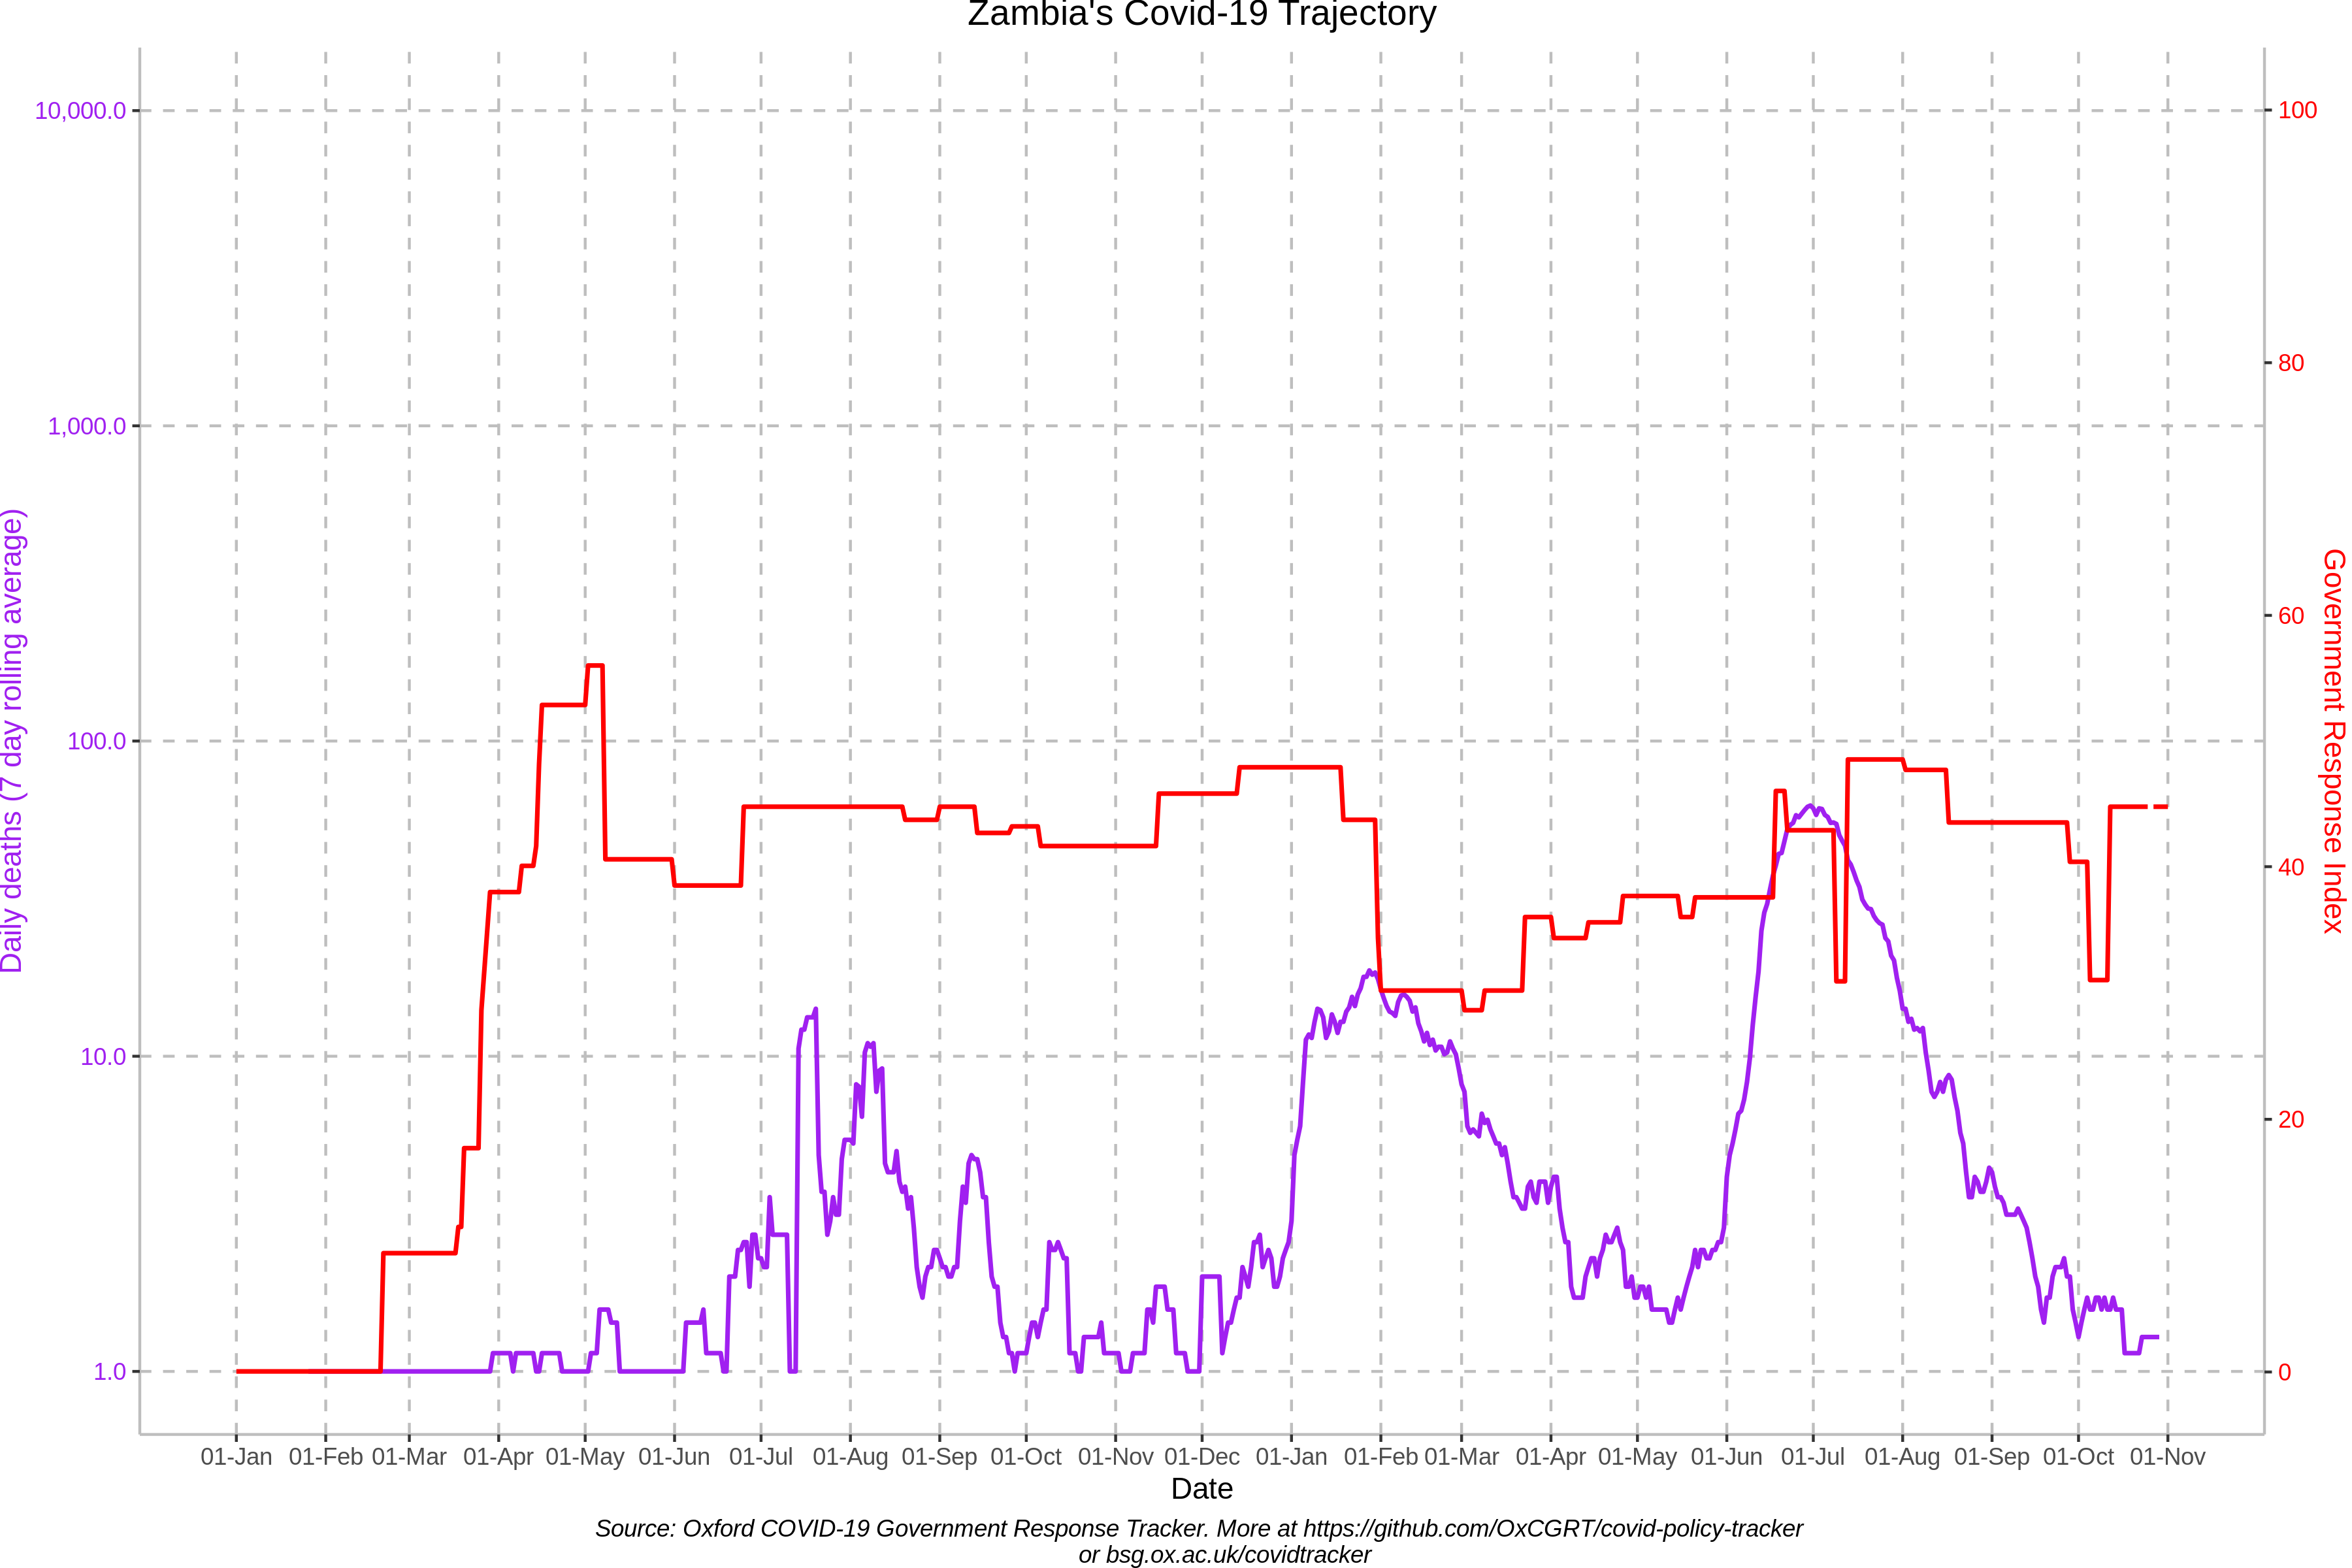 Zambia's Covid-19 Trajectory
10,000.0
1,000.0
100.0
10.0
1.0
Daily deaths (7 day rolling average)
100
80
60
40
20
0
Government Response Index
01-Jan 01-Feb 01-Mar 01-Apr 01-May 01-Jun 01-Jul 01-Aug 01-Sep 01-Oct 01-Nov 01-Dec 01-Jan 01-Feb 01-Mar 01-Apr 01-May 01-Jun 01-Jul 01-Aug 01-Sep 01-Oct 01-Nov
Date
Source: Oxford COVID-19 Government Response Tracker. More at https://github.com/OxCGRT/covid-policy-tracker
or bsg.ox.ac.uk/covidtracker